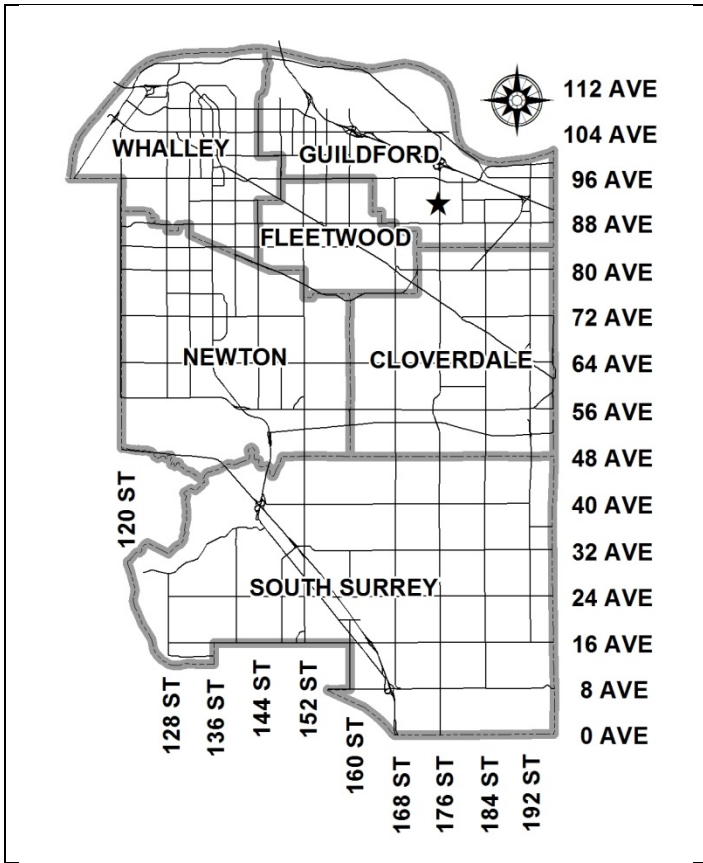 112 AVE
104 AVE
WHALLEY
GUILDFORD
96 AVE
88 AVE
FLEETWOOD
80 AVE
72 AVE
NEWTON
CLOVERDALE
64 AVE
56 AVE
48 AVE
120 ST
40 AVE
32 AVE
SOUTH SURREY
24 AVE
16 AVE
128 ST
136 ST
144 ST
152 ST
160 ST
168 ST
176 ST
184 ST
192 ST
8 AVE
0 AVE